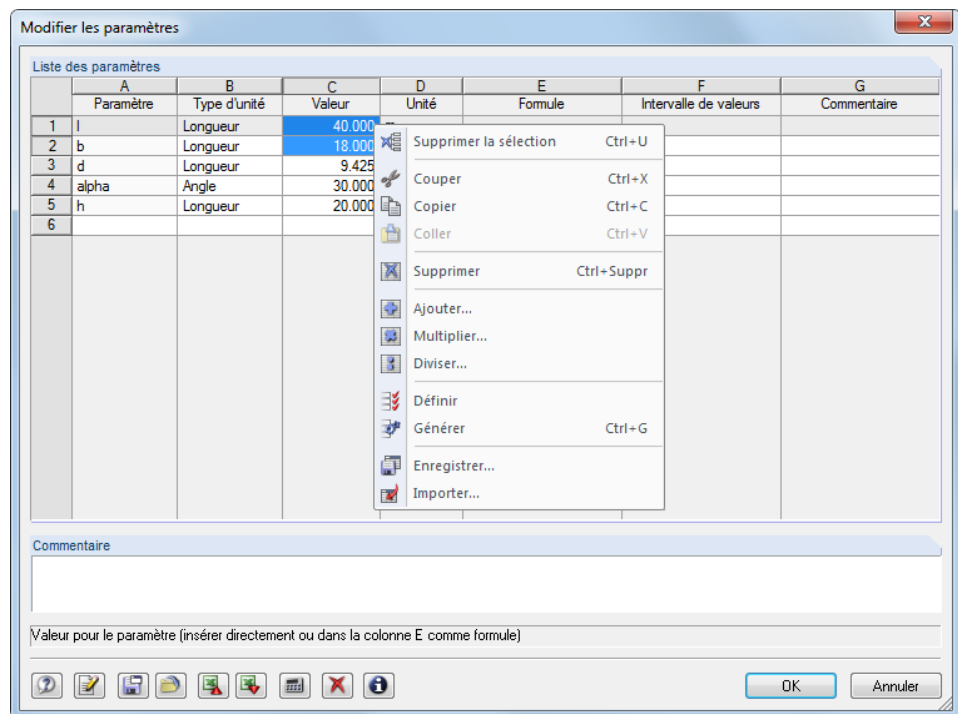 Modifier les paramètres
Liste des paramètres
A B C D E F G
Paramètre Type d'unité Valeur Unité Formule Intervalle de valeurs Commentaire
1 l Longueur 40.000
2 b Longueur 18.000
3 d Longueur 9.425
4 alpha Angle 30.000
5 h Longueur 20.000
6
Supprimer la sélection Ctrl+U
Couper Ctrl+X
Copier Ctrl+C
Coller Ctrl+V
Supprimer Ctrl+Suppr
Ajouter...
Multiplier...
Diviser...
Définir
Générer Ctrl+G
Enregistrer...
Importer...
Commentaire
Valeur pour le paramètre (insérer directement ou dans la colonne E comme formule)
OK Annuler